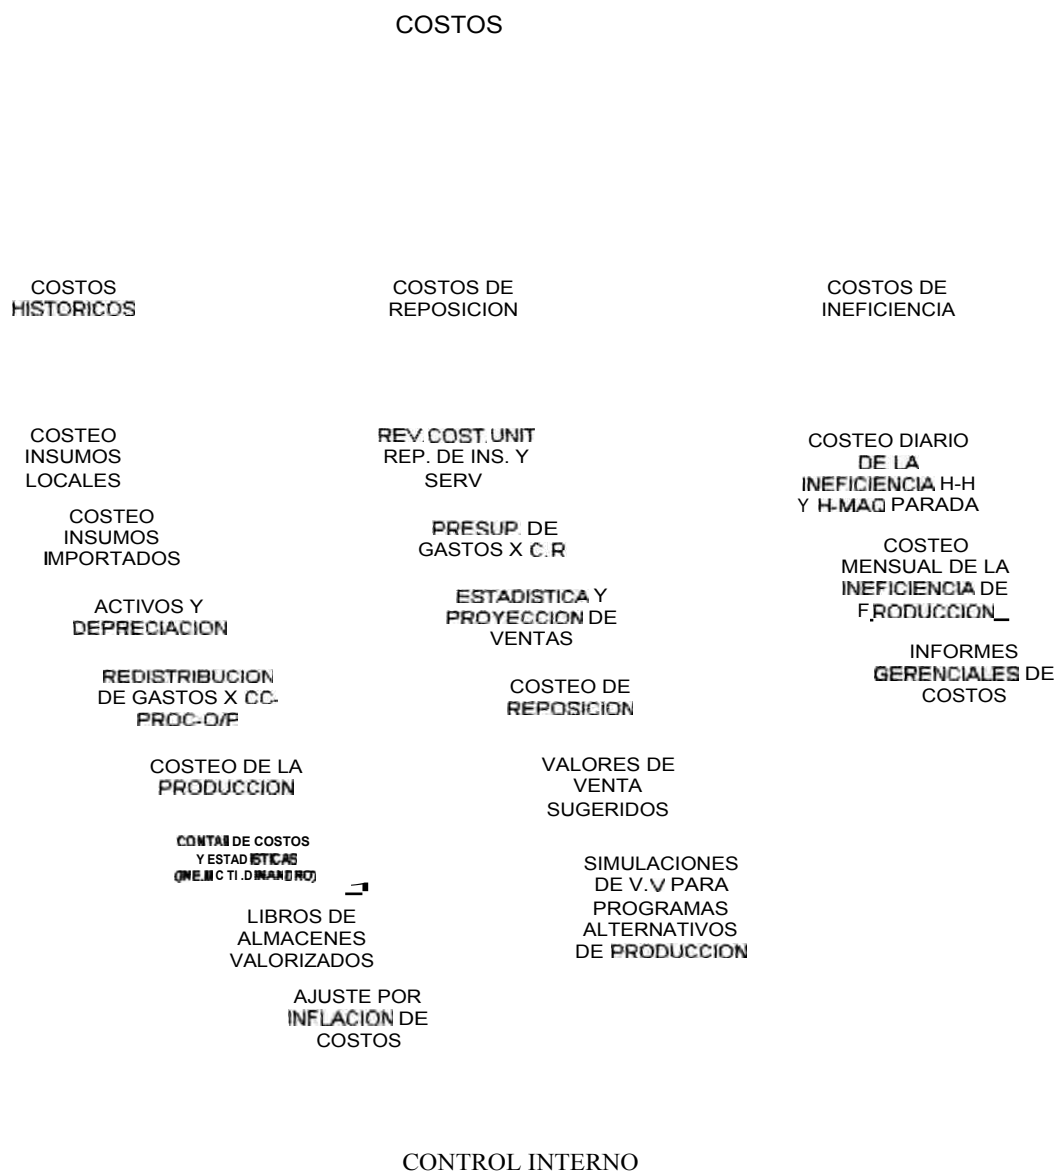 COSTOS
COSTOS
HISTORICOS
COSTOS DE
REPOSICION
COSTOS DE
INEFICIENCIA
COSTEO
INSUMOS
LOCALES
COSTEO
INSUMOS
IMPORTADOS
ACTIVOS Y
DEPRECIACION
REDISTRIBUCION
DE GASTOS X CC-
PROC-O/P
COSTEO DE LA
PRODUCCION
DE COSTOS
Y
LIBROS DE
ALMACENES
VALORIZADOS
AJUSTE POR
INFLACION DE
COSTOS
REV.COST.UNIT
REP. DE INS. Y
SERV
PRESUP. DE
GASTOS X C.R
ESTADISTICA Y
PROYECCION DE
VENTAS
COSTEO DE
REPOSICION
VALORES DE
VENTA
SUGERIDOS
SIMULACIONES
DE V.V PARA
PROGRAMAS
ALTERNATIVOS
DE PRODUCCION
COSTEO DIARIO
DE LA
INEFICIENCIA H-H
Y H-MAQ PARADA
COSTEO
MENSUAL DE LA
INEFICIENCIA DE
PRODUCCION
INFORMES
GERENCIALES DE
COSTOS
CONTROL INTERNO